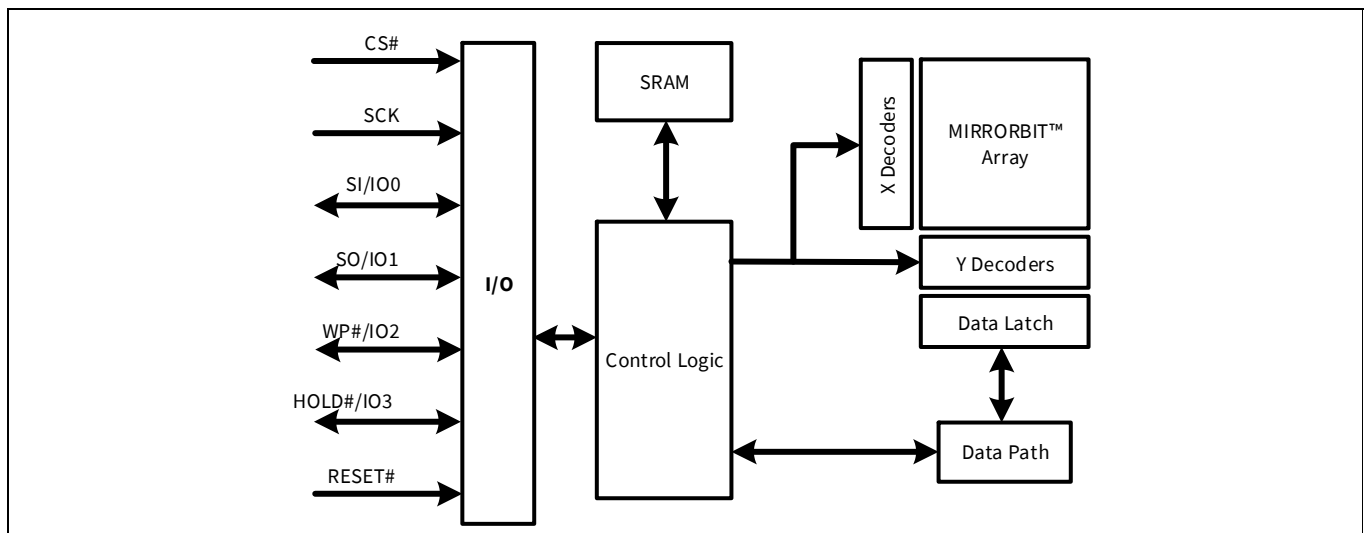 CS#
SCK
SI/IO0
SO/IO1
WP#/IO2
HOLD#/IO3
RESET#
I/O
SRAM
Control Logic
X Decoders
MIRRORBIT™
Array
Y Decoders
Data Latch
Data Path